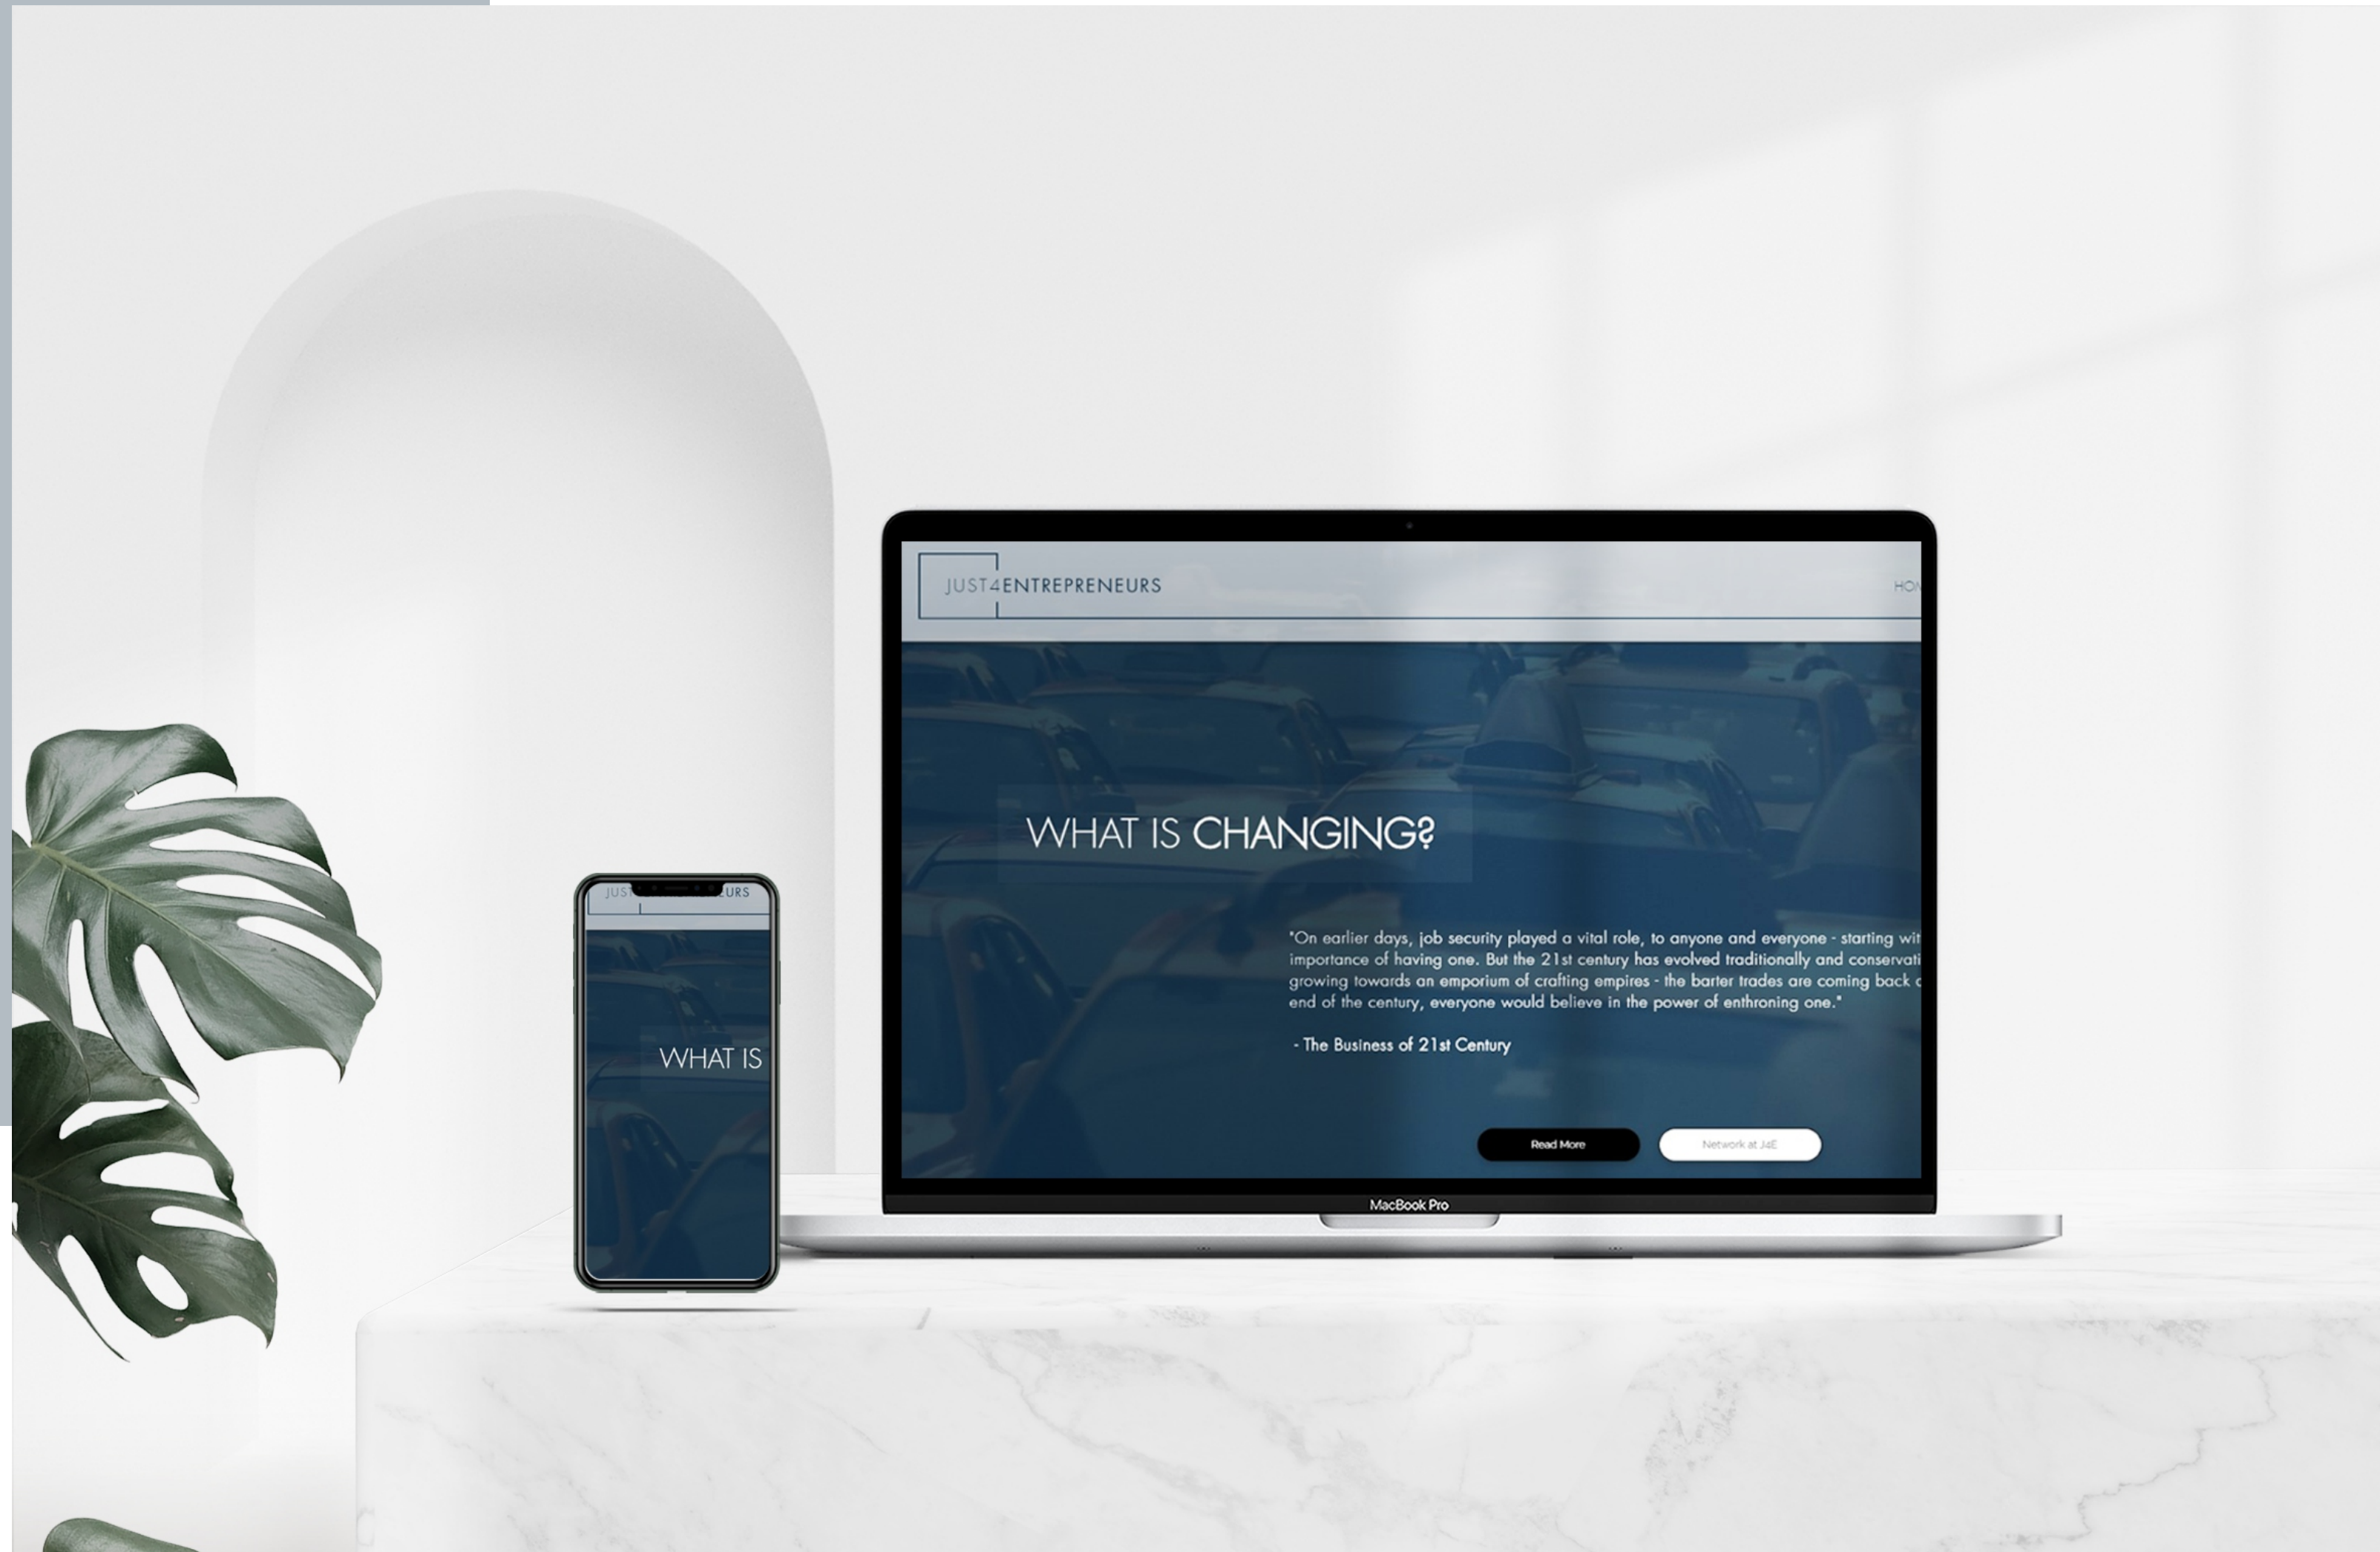 JUST4ENTREPRENEURS
HOM
WHAT IS CHANGING?
"On earlier days, job security played a vital role, to anyone and everyone - starting wit
importance of having one. But the 21st century has evolved traditionally and conservati
growing towards an emporium of crafting empires - the barter trades are coming back
end of the century, everyone would believe in the power of enthroning one."
- The Business of 21st Century
Read More
Network at J4E
MacBook Pro
JUST EURS
WHAT IS